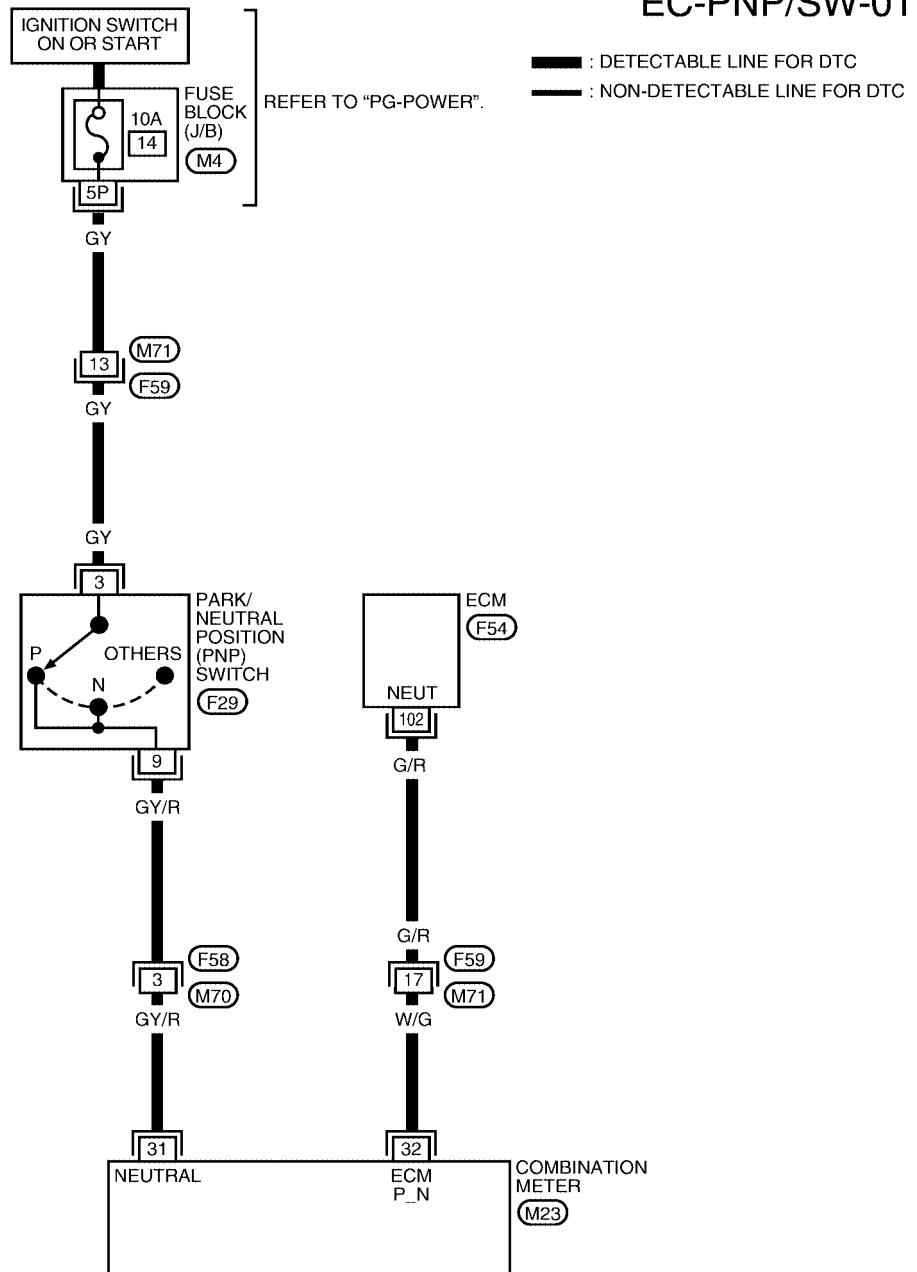 EC-PNP/SW-01
IGNITION SWITCH
ON OR START
: DETECTABLE LINE FOR DTC
: NON-DETECTABLE LINE FOR DTC
FUSE
BLOCK
(J/B)
M4
10A
14
REFER TO "PG-POWER".
5P
GY
13
M71
F59
GY
GY
3
PARK/
NEUTRAL
POSITION
(PNP)
SWITCH
F29
P
OTHERS
N
ECM
F54
NEUT
102
9
G/R
GY/R
G/R
3
F58
M70
17
F59
M71
GY/R
W/G
31
32
NEUTRAL
ECM
P_N
COMBINATION
METER
M23